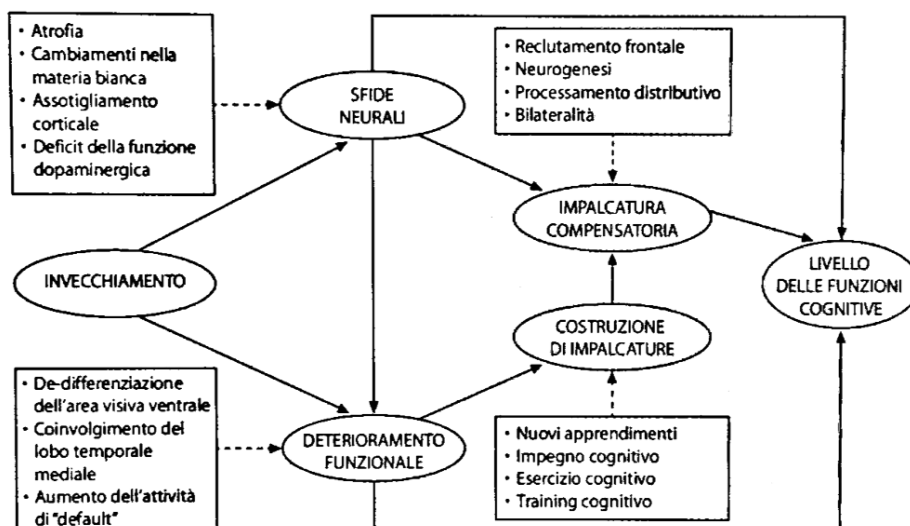 • Atrofia
• Cambiamenti nella
materia bianca
• Assotigliamento
corticale
• Deficit della funzione
dopaminergica
SFIDE
NEURALI
• Reclutamento frontale
• Neurogenesi
• Processamento distributivo
• Bilateralità
IMPALCATURA
COMPENSATORIA
INVECCHIAMENTO
LIVELLO
DELLE FUNZIONI
COGNITIVE
COSTRUZIONE
DI IMPALCATURE
• De-differenziazione
dell'area visiva ventrale
• Coinvolgimento del
lobo temporale
mediale
• Aumento dell'attività
di "default"
DETERIORAMENTO
FUNZIONALE
• Nuovi apprendimenti
• Impegno cognitivo
• Esercizio cognitivo
• Training cognitivo